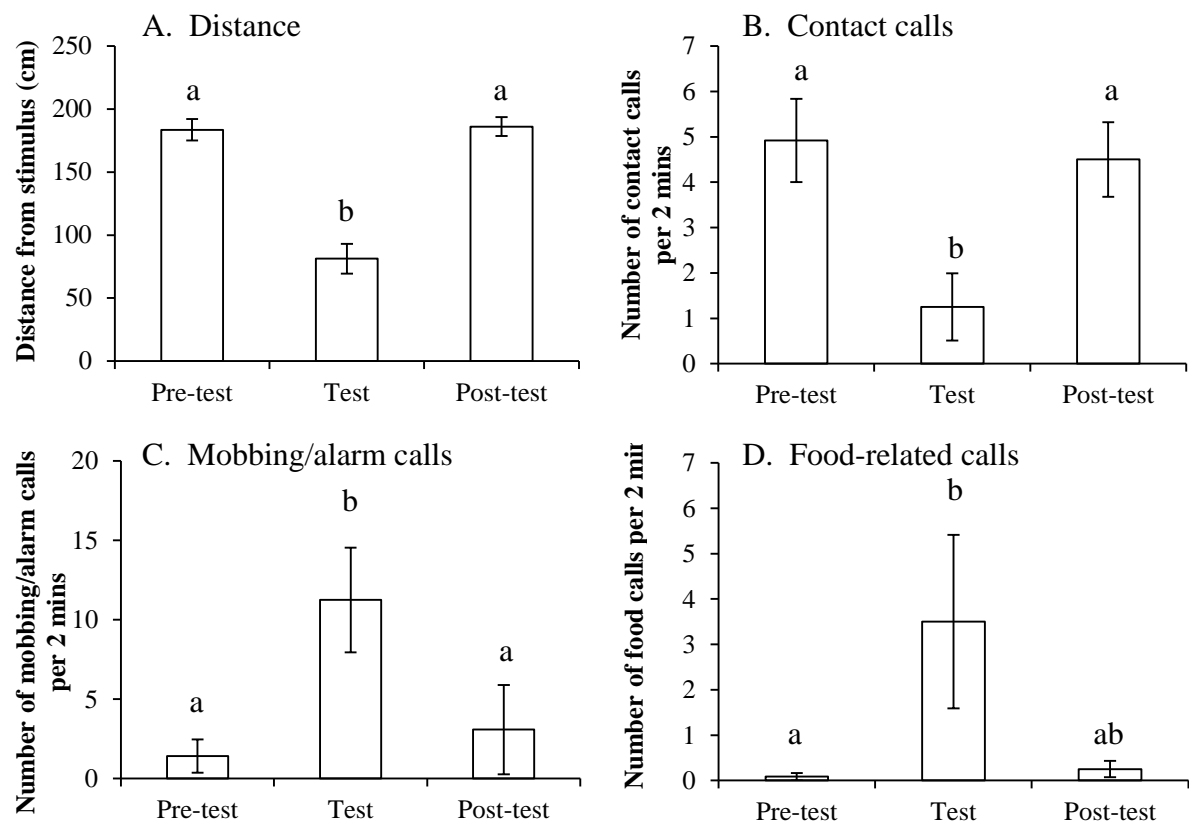 A. Distance
Distance from stimulus (cm)
250
200
150
100
50
0
a
b
a
Pre-test Test Post-test
B. Contact calls
Number of contact calls
per 2 mins
7
6
5
4
3
2
1
0
a
b
a
Pre-test Test Post-test
C. Mobbing/alarm calls
Number of mobbing/alarm calls
per 2 mins
20
15
10
5
0
a
b
a
Pre-test Test Post-test
D. Food-related calls
Number of food calls per 2
7
6
5
4
3
2
1
0
a
b
ab
Pre-test Test Post-test